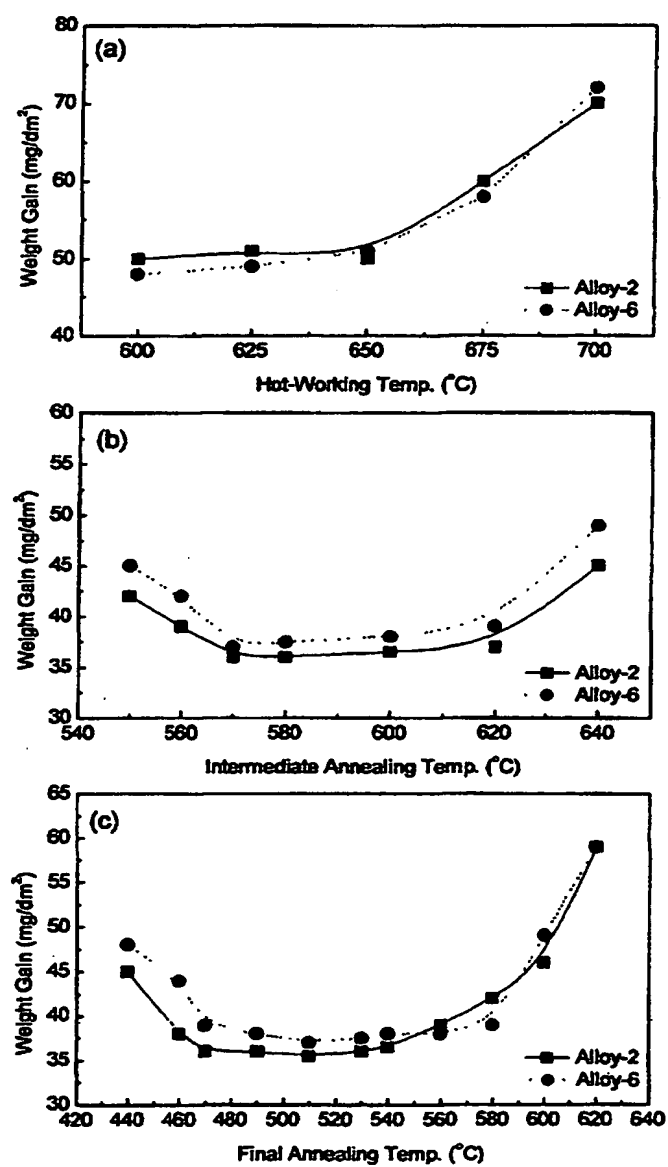 (a)
80
70
60
50
40
Weight Gain (mg/dm²)
Alloy-2
Alloy-6
600 625 650 675 700
Hot-Working Temp. (°C)
(b)
60
55
50
45
40
35
30
Weight Gain (mg/dm²)
Alloy-2
Alloy-6
540 560 580 600 620 640
Intermediate Annealing Temp. (°C)
(c)
65
60
55
50
45
40
35
30
Weight Gain (mg/dm²)
Alloy-2
Alloy-6
420 440 460 480 500 520 540 560 580 600 620 640
Final Annealing Temp. (°C)